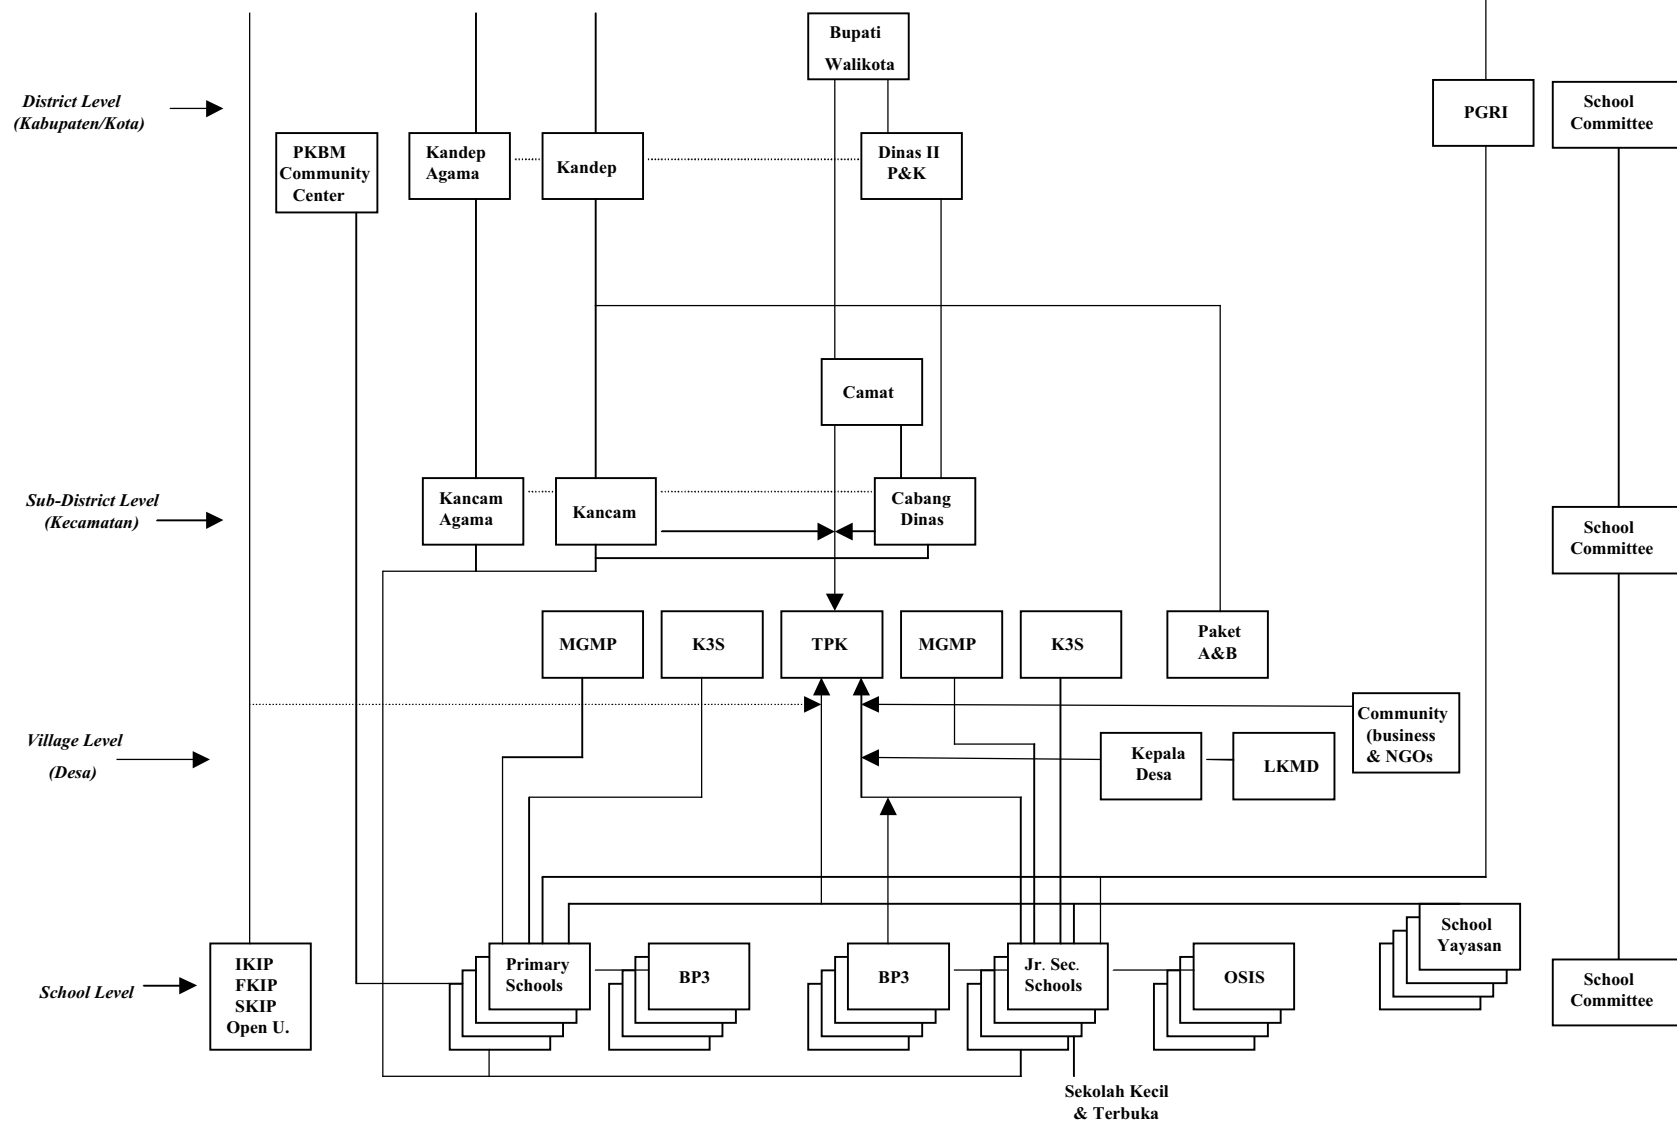 Bupati
Walikota
District Level
(Kabupaten/Kota)
PGRI
School
Committee
PKBM
Community
Center
Kandep
Agama
Kandep
Dinas II
P&K
Camat
Sub-District Level
(Kecamatan)
Kancam
Agama
Kancam
Cabang
Dinas
School
Committee
MGMP
K3S
TPK
MGMP
K3S
Paket
A&B
Village Level
(Desa)
Community
(business
& NGOs
Kepala
Desa
LKMD
School Level
IKIP
FKIP
SKIP
Open U.
Primary
Schools
BP3
BP3
Jr. Sec.
Schools
OSIS
School
Yayasan
School
Committee
Sekolah Kecil
& Terbuka